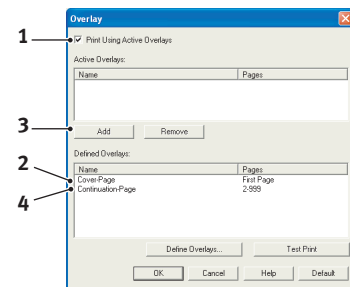 Overlay
1
Print Using Active Overlays
Active Overlays:
Name Pages
3
Add Remove
Defined Overlays:
2
Name Pages
Cover-Page First Page
4
Continuation-Page 2-999
Define Overlays... Test Print
OK Cancel Help Default